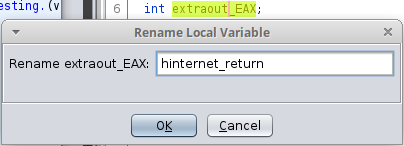 esting.(v
6 int extraout_EAX;
Rename Local Variable
Rename extraout_EAX: hinternet_return
OK Cancel